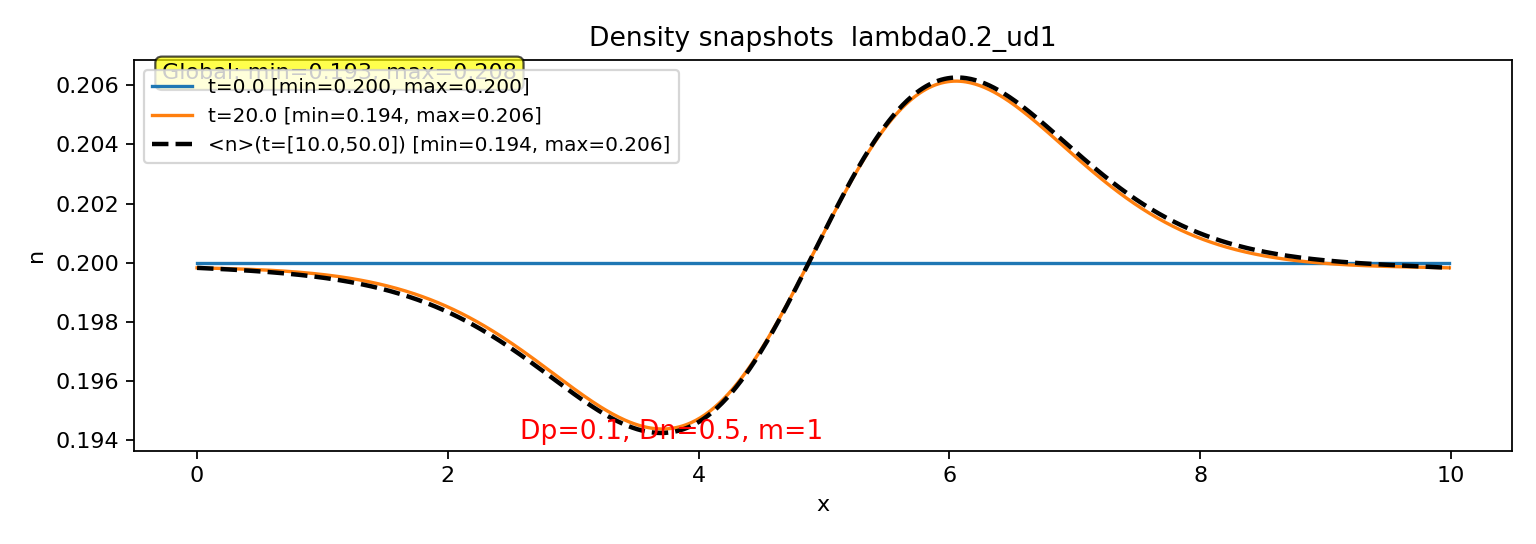 Density snapshots lambda0.2_ud1
Global: min=0.193, max=0.208
t=0.0 [min=0.200, max=0.200]
t=20.0 [min=0.194, max=0.206]
<n>(t=[10.0,50.0]) [min=0.194, max=0.206]
0.206
0.204
0.202
0.200
0.198
0.196
0.194
n
Dp=0.1, Dn=0.5, m=1
0 2 4 6 8 10
x